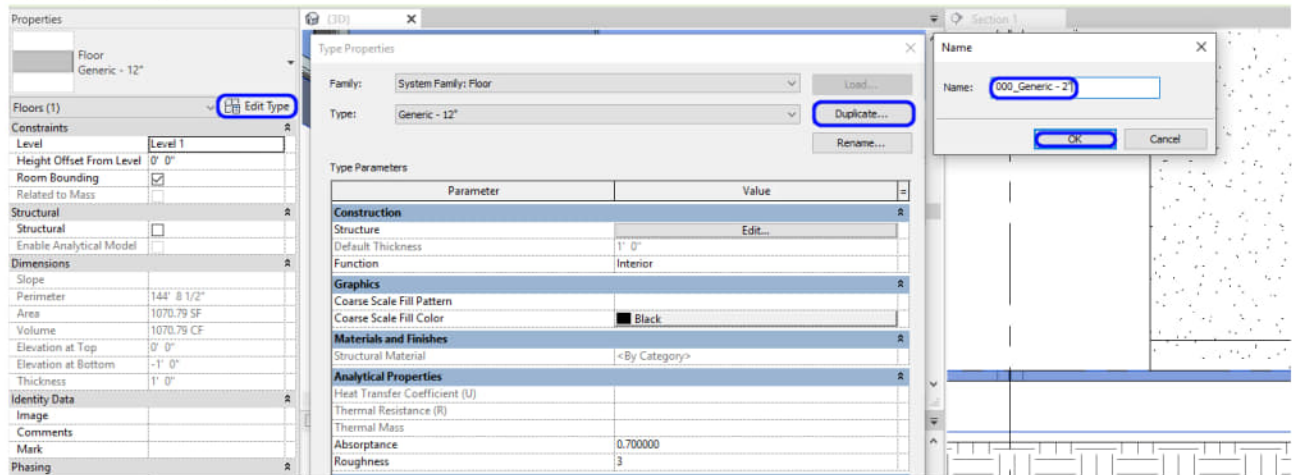 Properties
Floor
Generic - 12"
Floors (1)
Edit Type
Constraints
Level Level 1
Height Offset From Level 0' 0"
Room Bounding
Related to Mass
Structural
Structural
Enable Analytical Model
Dimensions
Slope
Perimeter 144' 8 1/2"
Area 1070.79 SF
Volume 1070.79 CF
Elevation at Top 0' 0"
Elevation at Bottom -1' 0"
Thickness 1' 0"
Identity Data
Image
Comments
Mark
Phasing
{3D}
Type Properties
Family: System Family: Floor Load...
Type: Generic - 12" Duplicate...
Rename...
Type Parameters
Parameter Value =
Construction
Structure Edit...
Default Thickness 1' 0"
Function Interior
Graphics
Coarse Scale Fill Pattern
Coarse Scale Fill Color Black
Materials and Finishes
Structural Material <By Category>
Analytical Properties
Heat Transfer Coefficient (U)
Thermal Resistance (R)
Thermal Mass
Absorptance 0.700000
Roughness 3
Section 1
Name
Name: 000_Generic - 2"
OK Cancel